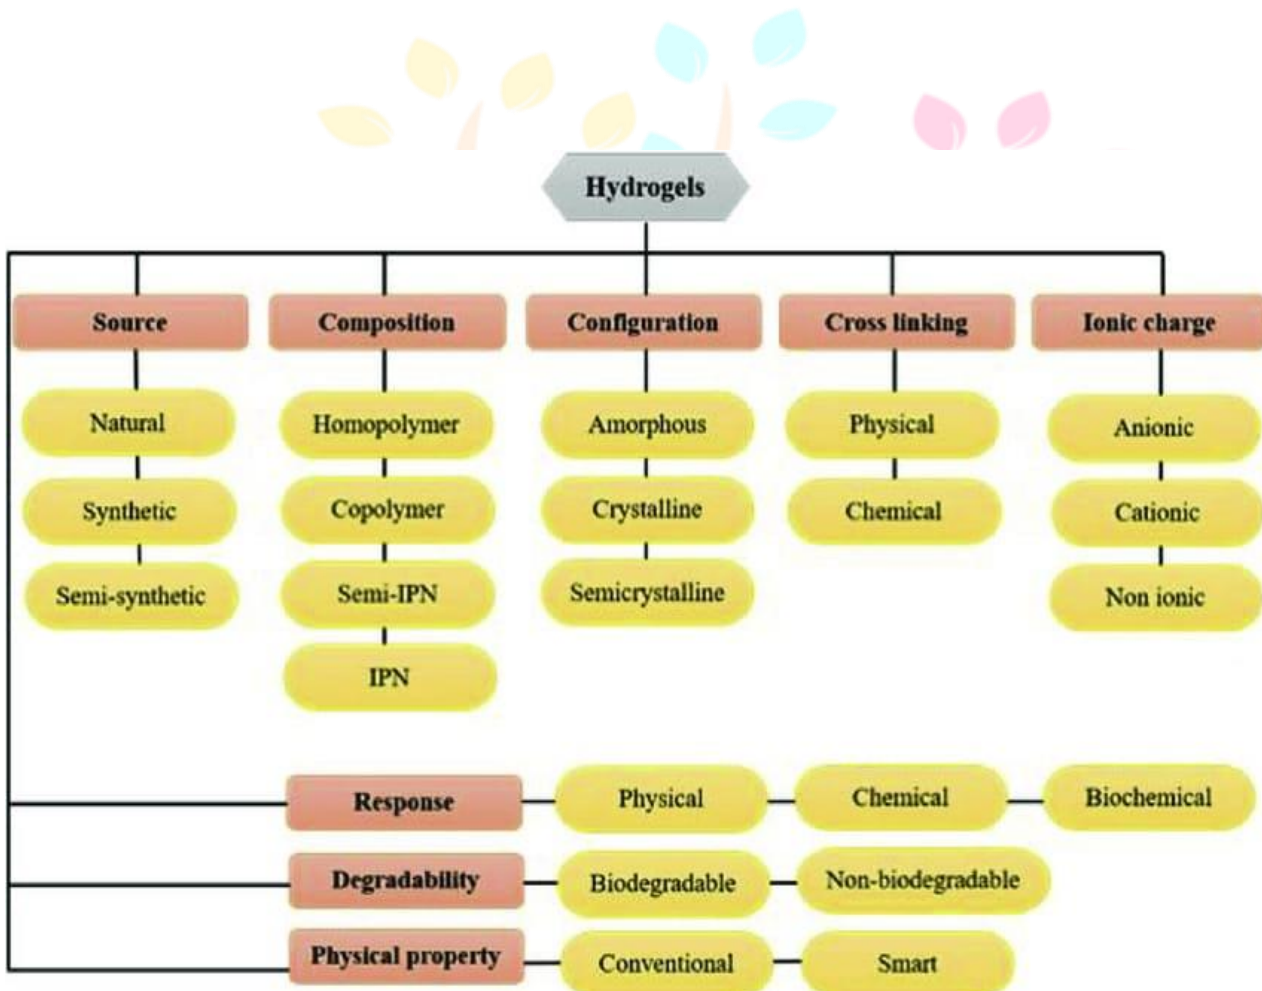 Hydrogels
Source
Composition
Configuration
Cross linking
Ionic charge
Natural
Homopolymer
Amorphous
Physical
Anionic
Synthetic
Copolymer
Crystalline
Chemical
Cationic
Semi-synthetic
Semi-IPN
Semicrystalline
Non ionic
IPN
Response
Physical
Chemical
Biochemical
Degradability
Biodegradable
Non-biodegradable
Physical property
Conventional
Smart